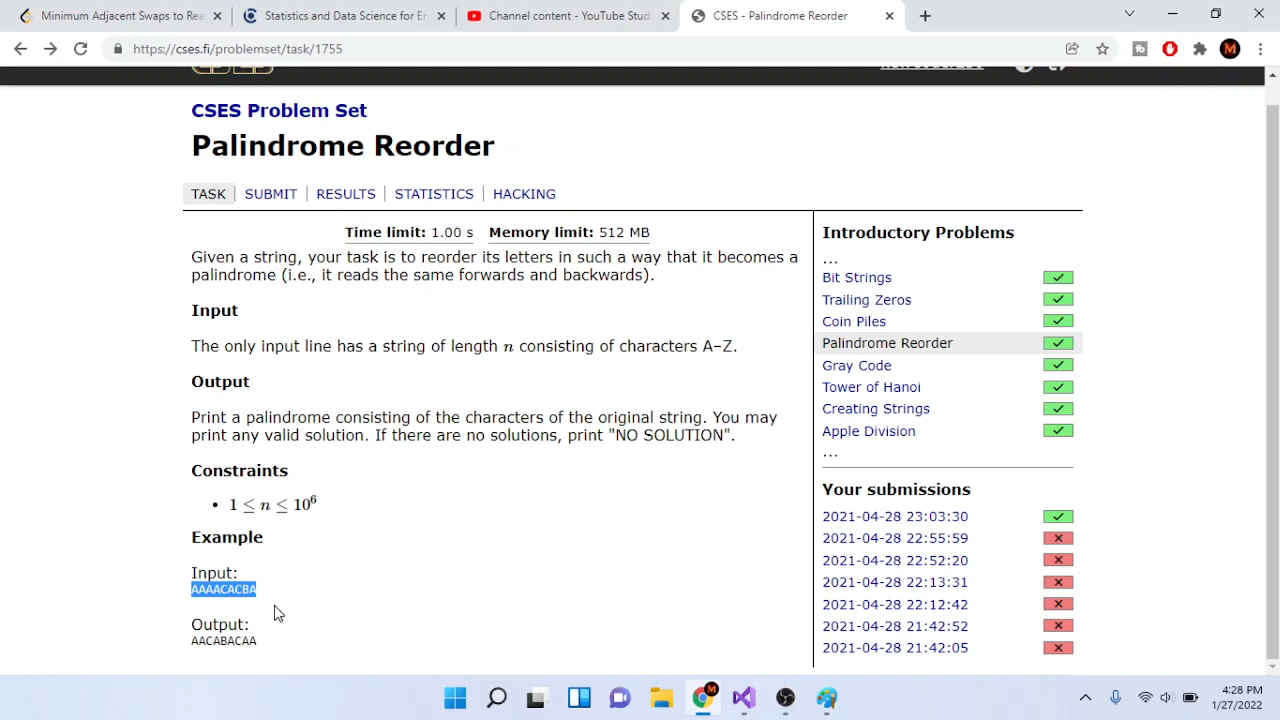 Minimum Adjacent Swaps to Rea
Statistics and Data Science for En
Channel content - YouTube Studi
CSES - Palindrome Reorder
https://cses.fi/problemset/task/1755
CSES Problem Set
Palindrome Reorder
TASK | SUBMIT | RESULTS | STATISTICS | HACKING
Time limit: 1.00 s Memory limit: 512 MB
Given a string, your task is to reorder its letters in such a way that it becomes a
palindrome (i.e., it reads the same forwards and backwards).
Input
The only input line has a string of length n consisting of characters A–Z.
Output
Print a palindrome consisting of the characters of the original string. You may
print any valid solution. If there are no solutions, print "NO SOLUTION".
Constraints
• 1 ≤ n ≤ 10⁶
Example
Input:
AAAACACBA
Output:
AACABACAA
Introductory Problems
...
Bit Strings
Trailing Zeros
Coin Piles
Palindrome Reorder
Gray Code
Tower of Hanoi
Creating Strings
Apple Division
...
Your submissions
2021-04-28 23:03:30
2021-04-28 22:55:59
2021-04-28 22:52:20
2021-04-28 22:13:31
2021-04-28 22:12:42
2021-04-28 21:42:52
2021-04-28 21:42:05
4:28 PM
1/27/2022